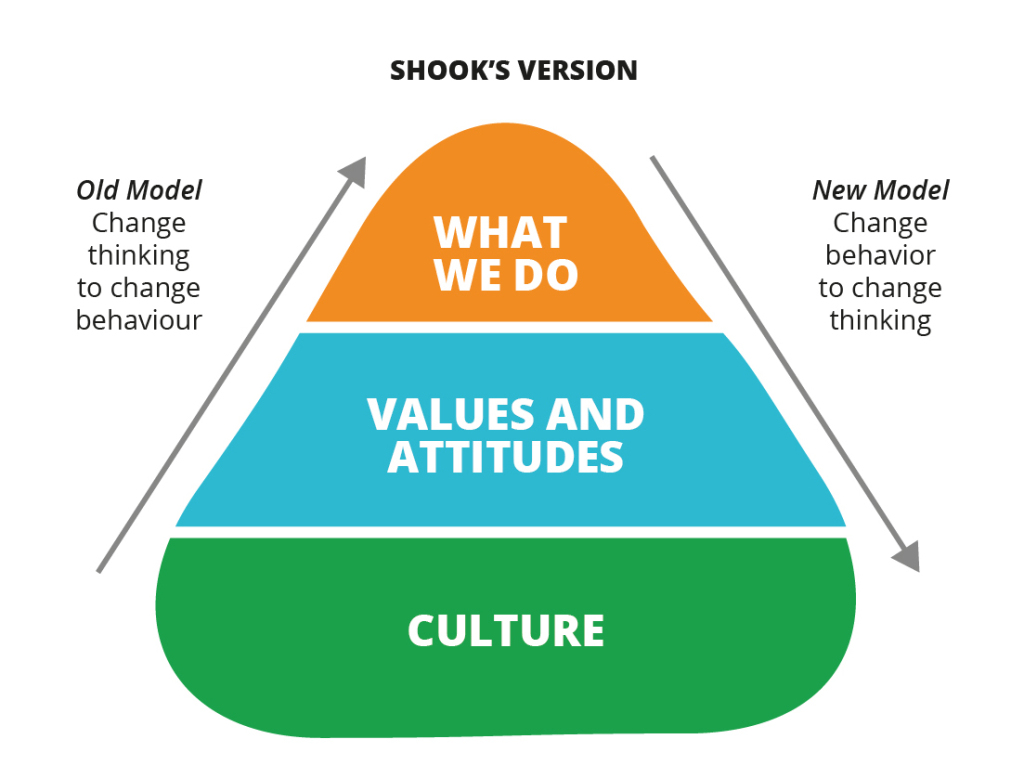 SHOOK’S VERSION
Old Model
Change
thinking
to change
behaviour
New Model
Change
behavior
to change
thinking
WHAT
WE DO
VALUES AND
ATTITUDES
CULTURE